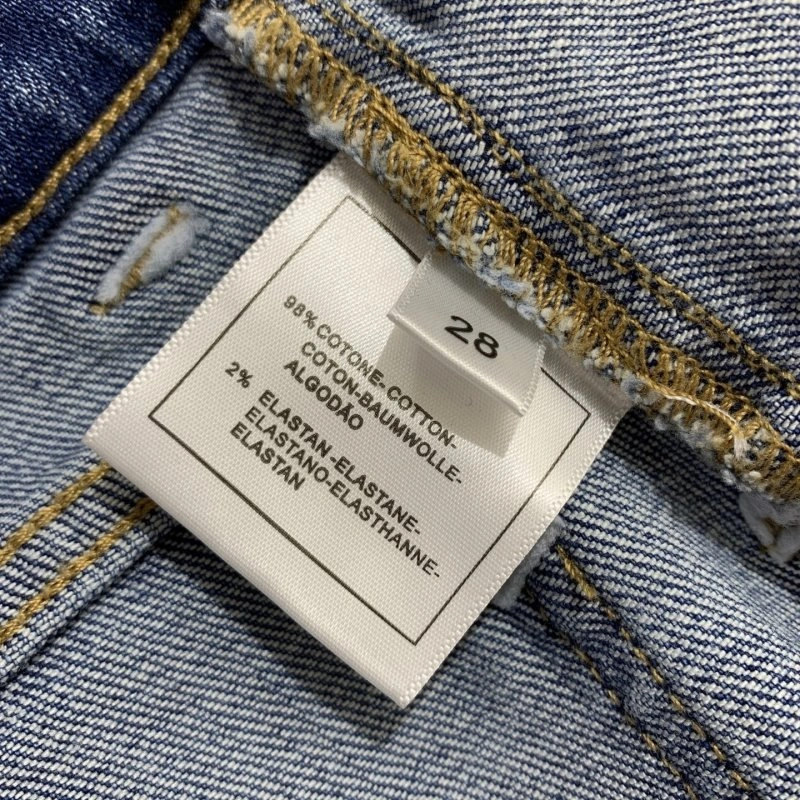 28
98% COTONE-COTTON-
COTON-BAUMWOLLE-
ALGODÃO
2% ELASTAN-ELASTANE-
ELASTANO-ELASTHANNE-
ELASTAN